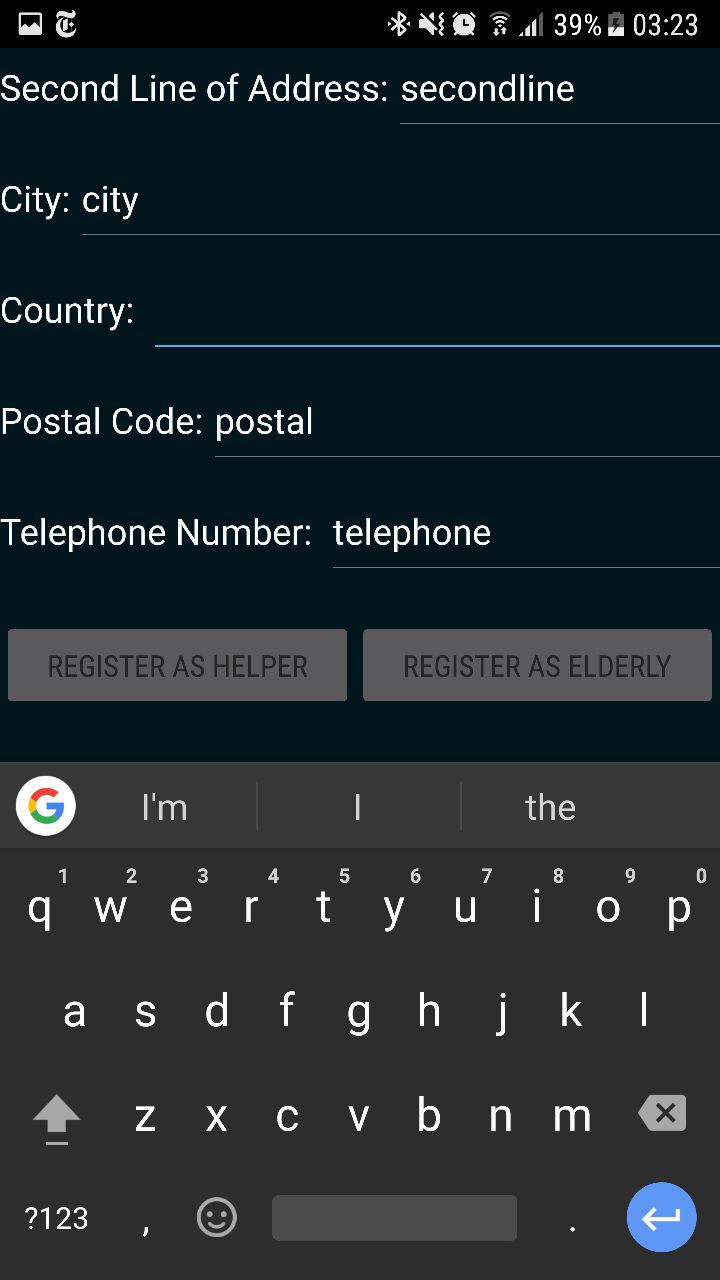 39% 03:23
Second Line of Address: secondline
City: city
Country:
Postal Code: postal
Telephone Number: telephone
REGISTER AS HELPER REGISTER AS ELDERLY
G I'm I the
1 2 3 4 5 6 7 8 9 0
q w e r t y u i o p
a s d f g h j k l
z x c v b n m
?123 , .